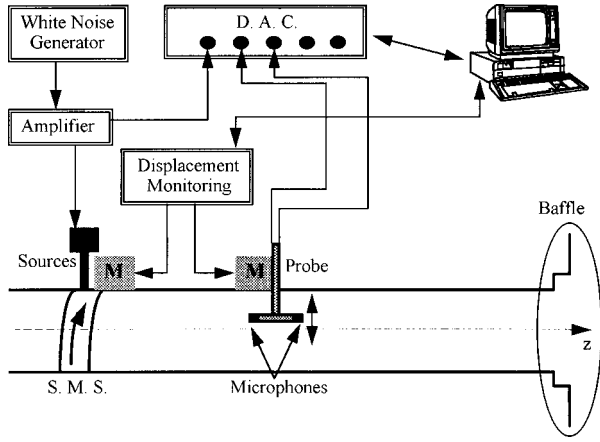 White Noise
Generator
D. A. C.
Amplifier
Displacement
Monitoring
Sources
M
M
Probe
Baffle
z
S. M. S.
Microphones